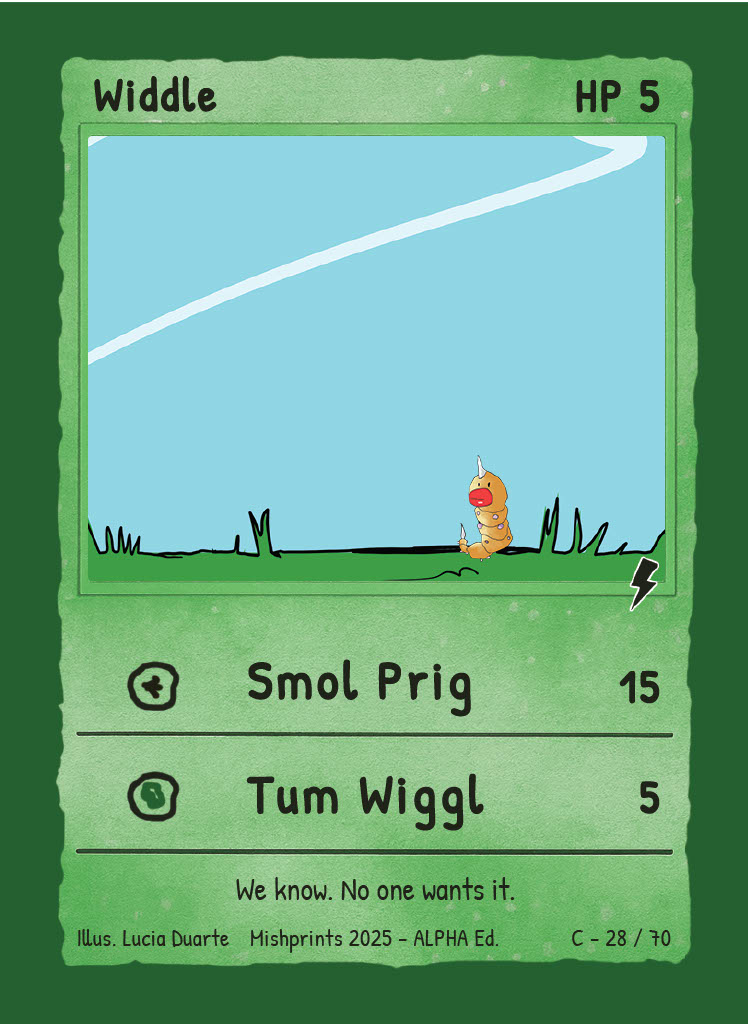 Widdle HP 5
Smol Prig 15
Tum Wiggl 5
We know. No one wants it.
Illus. Lucia Duarte Mishprints 2025 - ALPHA Ed. C - 28 / 70